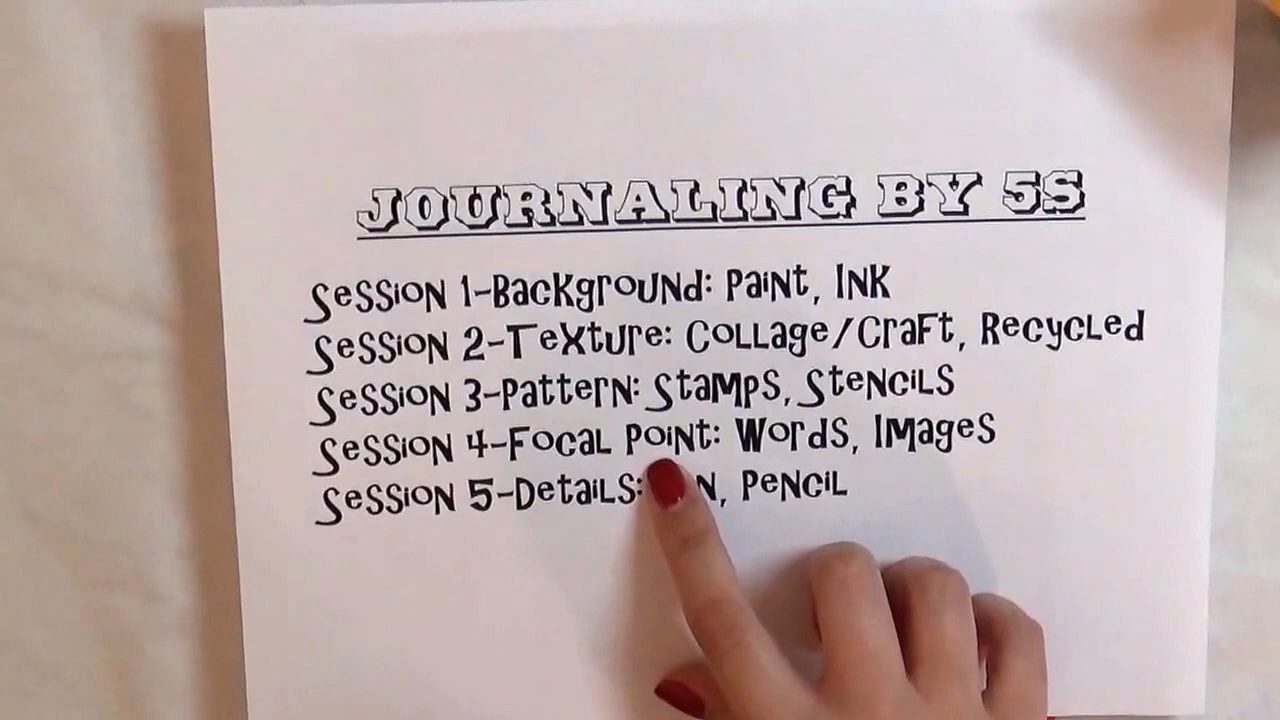 JOURNALING BY 5S
Session 1-Background: Paint, Ink
Session 2-Texture: Collage/Craft, Recycled
Session 3-Pattern: Stamps, Stencils
Session 4-Focal Point: Words, Images
Session 5-Details: Pencil